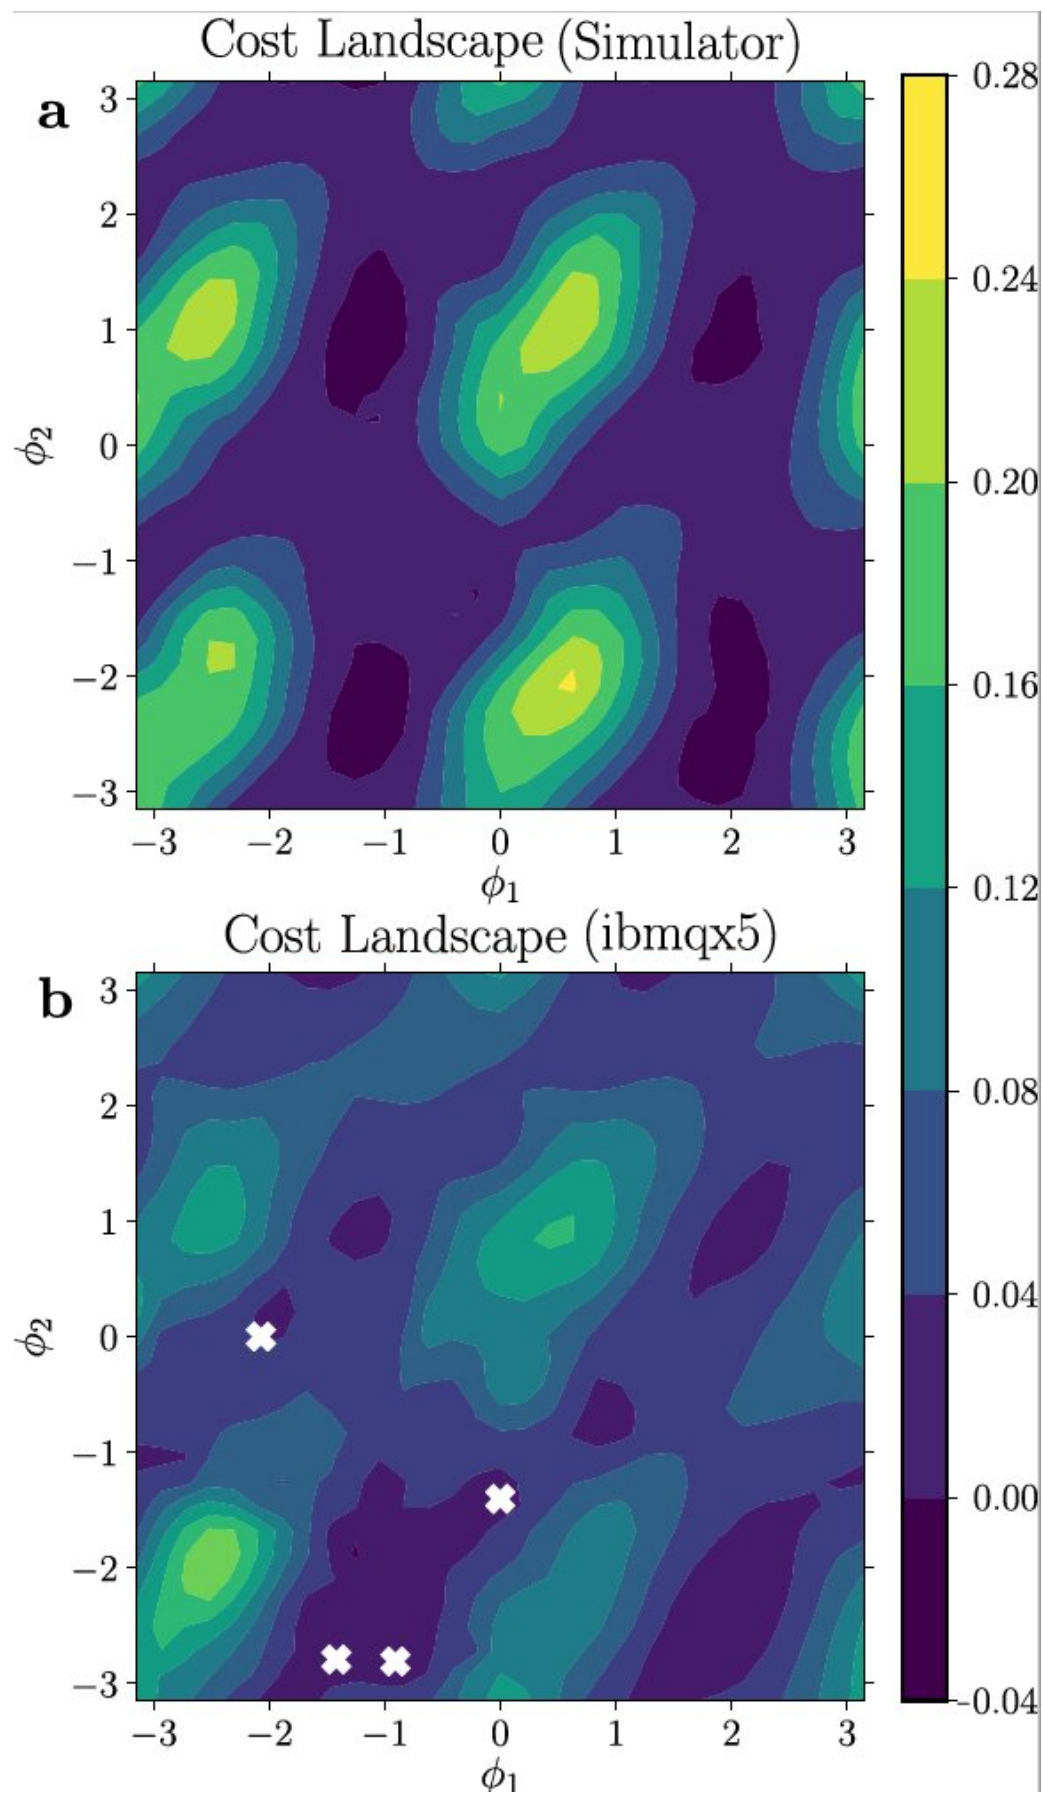 Cost Landscape (Simulator)
a
3
2
1
0
−1
−2
−3
ϕ2
−3 −2 −1 0 1 2 3
ϕ1
Cost Landscape (ibmqx5)
b
3
2
1
0
−1
−2
−3
ϕ2
−3 −2 −1 0 1 2 3
ϕ1
0.28
0.24
0.20
0.16
0.12
0.08
0.04
0.00
-0.04